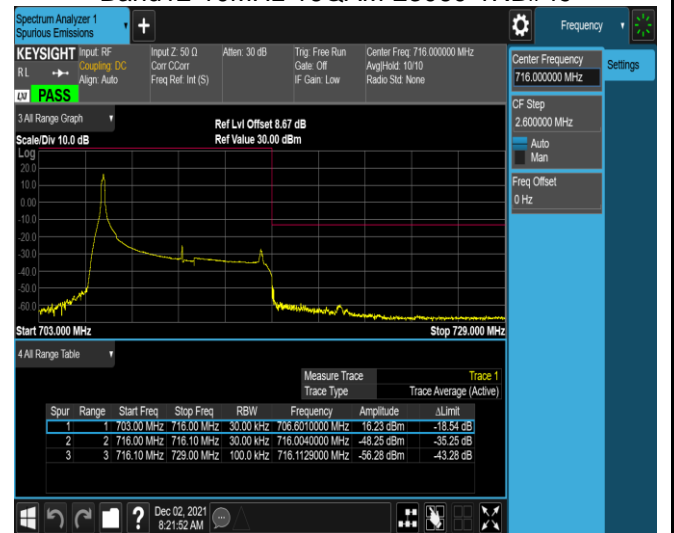 Spectrum Analyzer 1
Spurious Emissions
+
Frequency
KEYSIGHT
R L
LXI PASS
Input: RF
Coupling: DC
Align: Auto
Input Z: 50 Ω
Corr CCorr
Freq Ref: Int (S)
Atten: 30 dB
Trig: Free Run
Gate: Off
IF Gain: Low
Center Freq: 716.000000 MHz
Avg|Hold: 10/10
Radio Std: None
Center Frequency
716.000000 MHz
Settings
CF Step
2.600000 MHz
Auto
Man
Freq Offset
0 Hz
3 All Range Graph
Scale/Div 10.0 dB
Ref Lvl Offset 8.67 dB
Ref Value 30.00 dBm
Log
20.0
10.0
0.00
-10.0
-20.0
-30.0
-40.0
-50.0
-60.0
Start 703.000 MHz Stop 729.000 MHz
4 All Range Table
Measure Trace Trace 1
Trace Type Trace Average (Active)
Spur Range Start Freq Stop Freq RBW Frequency Amplitude ΔLimit
1 1 703.00 MHz 716.00 MHz 30.00 kHz 706.6010000 MHz 16.23 dBm -18.54 dB
2 2 716.00 MHz 716.10 MHz 30.00 kHz 716.0040000 MHz -48.25 dBm -35.25 dB
3 3 716.10 MHz 729.00 MHz 100.0 kHz 716.1129000 MHz -56.28 dBm -43.28 dB
?
Dec 02, 2021
8:21:52 AM